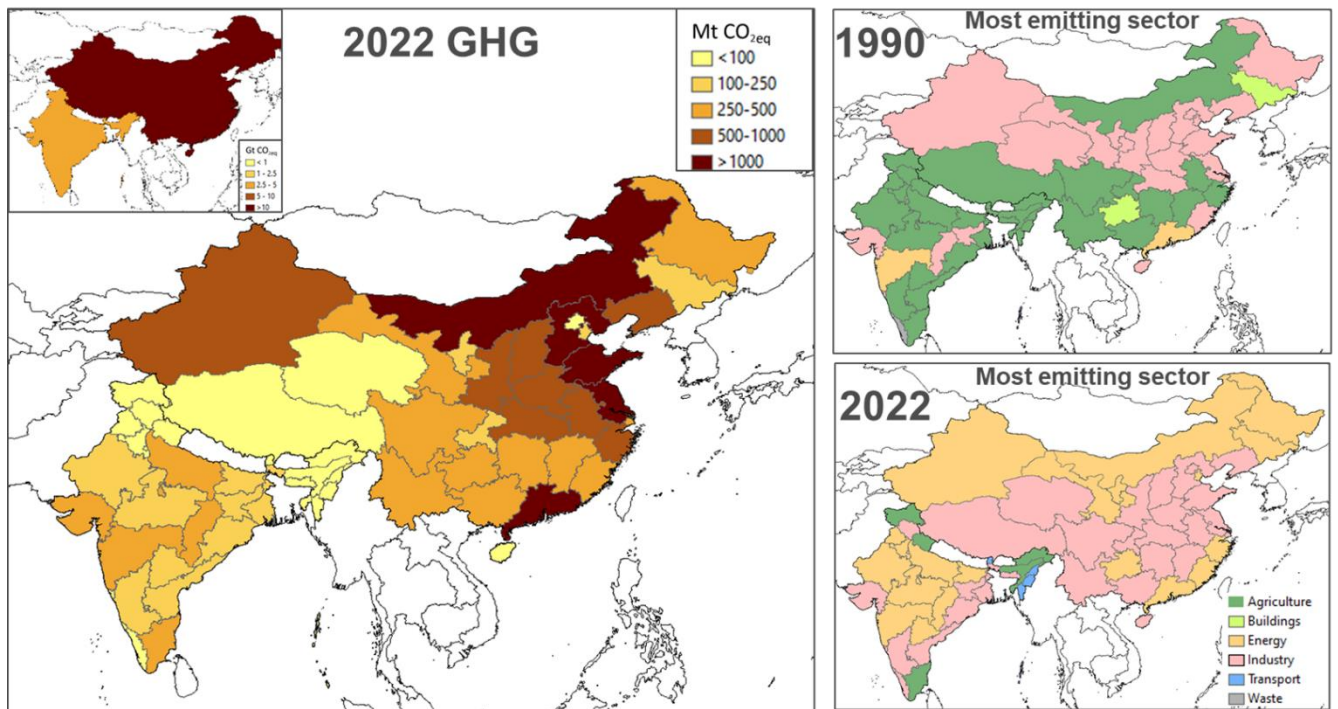 2022 GHG
Mt CO2eq
<100
100-250
250-500
500-1000
>1000
Gt CO2eq
< 1
1 - 2.5
2.5 - 5
5 - 10
>10
Most emitting sector
1990
Most emitting sector
2022
Agriculture
Buildings
Energy
Industry
Transport
Waste